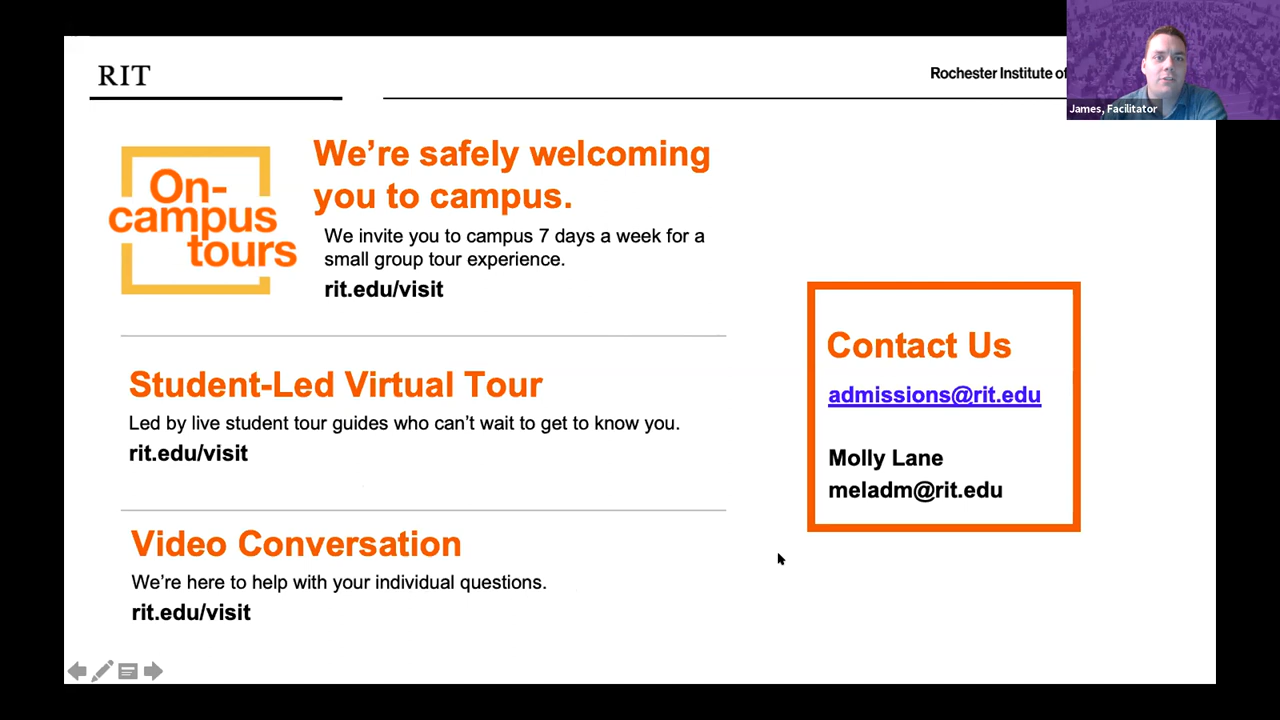 RIT
Rochester Institute of
James, Facilitator
On-
campus
tours
We're safely welcoming
you to campus.
We invite you to campus 7 days a week for a
small group tour experience.
rit.edu/visit
Student-Led Virtual Tour
Led by live student tour guides who can't wait to get to know you.
rit.edu/visit
Video Conversation
We're here to help with your individual questions.
rit.edu/visit
Contact Us
admissions@rit.edu
Molly Lane
meladm@rit.edu